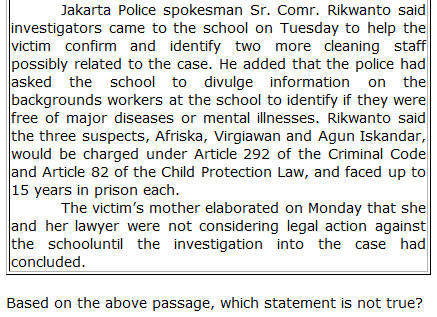 Jakarta Police spokesman Sr. Comr. Rikwanto said
investigators came to the school on Tuesday to help the
victim confirm and identify two more cleaning staff
possibly related to the case. He added that the police had
asked the school to divulge information on the
backgrounds workers at the school to identify if they were
free of major diseases or mental illnesses. Rikwanto said
the three suspects, Afriska, Virgiawan and Agun Iskandar,
would be charged under Article 292 of the Criminal Code
and Article 82 of the Child Protection Law, and faced up to
15 years in prison each.
The victim's mother elaborated on Monday that she
and her lawyer were not considering legal action against
the schooluntil the investigation into the case had
concluded.
Based on the above passage, which statement is not true?